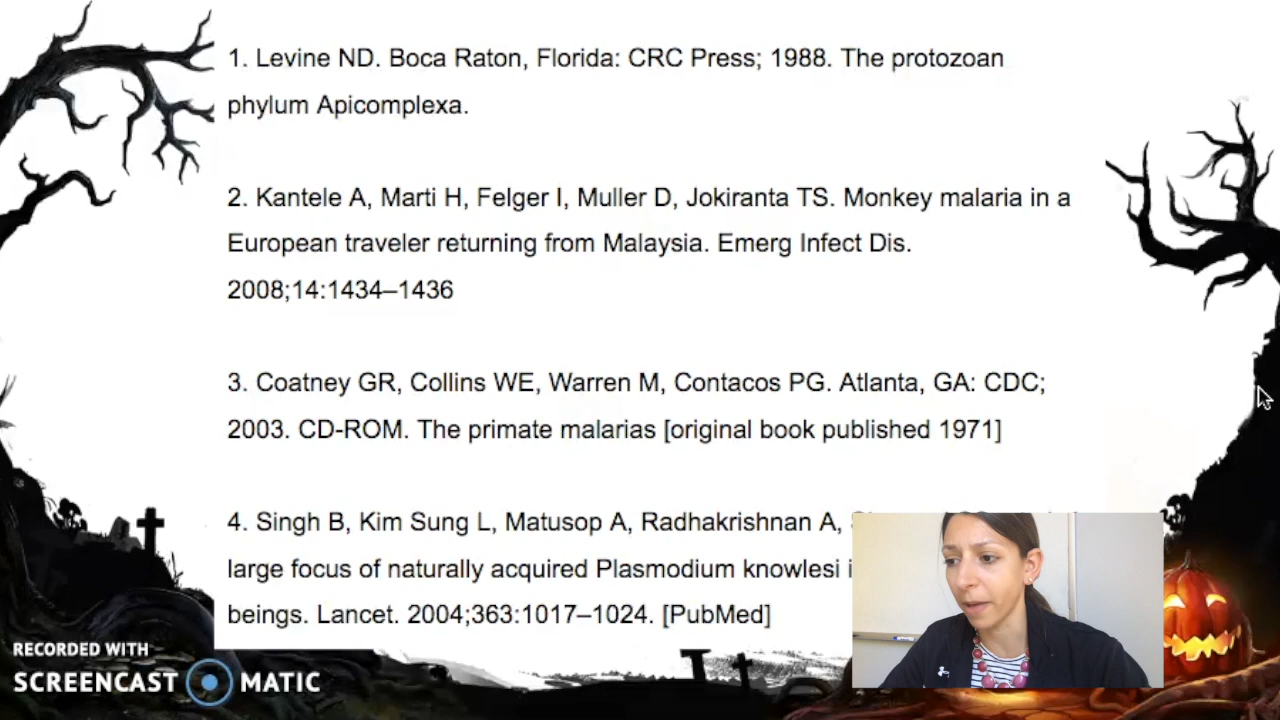 1. Levine ND. Boca Raton, Florida: CRC Press; 1988. The protozoan
phylum Apicomplexa.
2. Kantele A, Marti H, Felger I, Muller D, Jokiranta TS. Monkey malaria in a
European traveler returning from Malaysia. Emerg Infect Dis.
2008;14:1434–1436
3. Coatney GR, Collins WE, Warren M, Contacos PG. Atlanta, GA: CDC;
2003. CD-ROM. The primate malarias [original book published 1971]
4. Singh B, Kim Sung L, Matusop A, Radhakrishnan A,
large focus of naturally acquired Plasmodium knowlesi
beings. Lancet. 2004;363:1017–1024. [PubMed]
RECORDED WITH
SCREENCAST MATIC